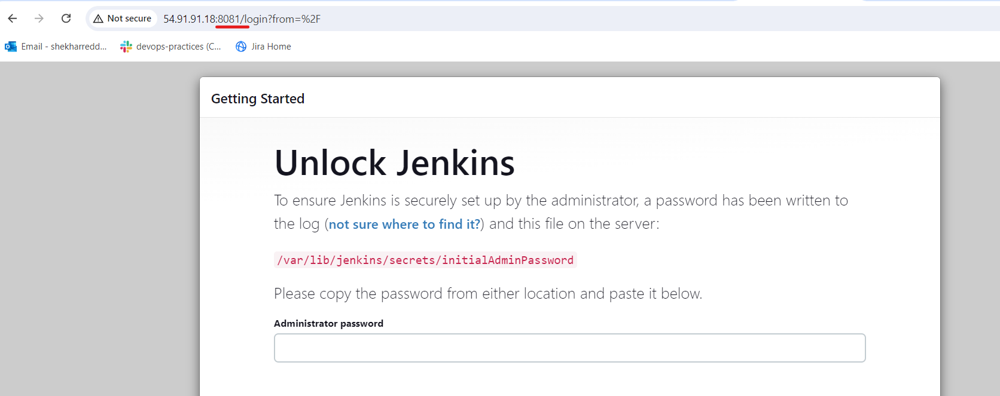 Not secure 54.91.91.18:8081/login?from=%2F
Email - shekharredd... devops-practices (C... Jira Home
Getting Started
Unlock Jenkins
To ensure Jenkins is securely set up by the administrator, a password has been written to
the log (not sure where to find it?) and this file on the server:
/var/lib/jenkins/secrets/initialAdminPassword
Please copy the password from either location and paste it below.
Administrator password